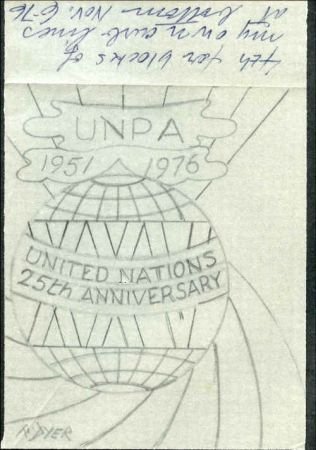 4th for blocks of
my own lines
at bottom Nov. 6-76
UNPA
1951 1976
UNITED NATIONS
25th ANNIVERSARY
DYER